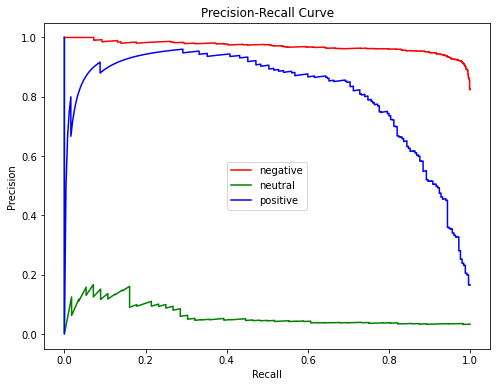 Precision-Recall Curve
1.0
0.8
0.6
0.4
0.2
0.0
Precision
negative
neutral
positive
0.0 0.2 0.4 0.6 0.8 1.0
Recall